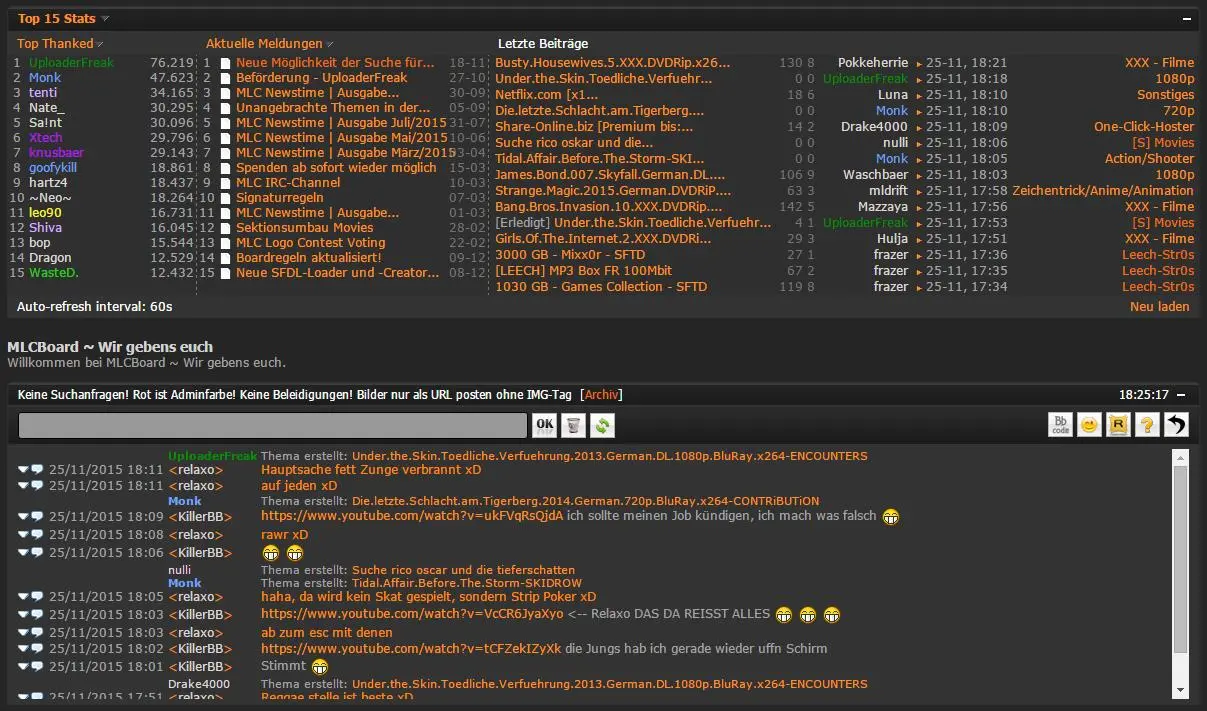 Top 15 Stats
Top Thanked Aktuelle Meldungen Letzte Beiträge
1 UploaderFreak 76.219 1 Neue Möglichkeit der Suche für... 18-11 Busty.Housewives.5.XXX.DVDRip.x26... 130 8 Pokkeherrie 25-11, 18:21 XXX - Filme
2 Monk 47.623 2 Beförderung - UploaderFreak 27-10 Under.the.Skin.Toedliche.Verfuehr... 0 0 UploaderFreak 25-11, 18:18 1080p
3 tenti 34.165 3 MLC Newstime | Ausgabe... 30-09 Netflix.com [x1... 18 6 Luna 25-11, 18:10 Sonstiges
4 Nate_ 30.295 4 Unangebrachte Themen in der... 05-09 Die.letzte.Schlacht.am.Tigerberg.... 0 0 Monk 25-11, 18:10 720p
5 Sa!nt 30.096 5 MLC Newstime | Ausgabe Juli/2015 31-07 Share-Online.biz [Premium bis:... 14 2 Drake4000 25-11, 18:09 One-Click-Hoster
6 Xtech 29.796 6 MLC Newstime | Ausgabe Mai/2015 10-06 Suche rico oskar und die... 0 0 nulli 25-11, 18:06 [S] Movies
7 knusbaer 29.143 7 MLC Newstime | Ausgabe März/2015 03-04 Tidal.Affair.Before.The.Storm-SKI... 0 0 Monk 25-11, 18:05 Action/Shooter
8 goofykill 18.861 8 Spenden ab sofort wieder möglich 15-03 James.Bond.007.Skyfall.German.DL.... 106 9 Waschbaer 25-11, 18:03 1080p
9 hartz4 18.437 9 MLC IRC-Channel 10-03 Strange.Magic.2015.German.DVDRiP.... 63 3 mldrift 25-11, 17:58 Zeichentrick/Anime/Animation
10 ~Neo~ 18.264 10 Signaturregeln 07-03 Bang.Bros.Invasion.10.XXX.DVDRip.... 142 5 Mazzaya 25-11, 17:56 XXX - Filme
11 leo90 16.731 11 MLC Newstime | Ausgabe... 01-03 [Erledigt] Under.the.Skin.Toedliche.Verfuehr... 4 1 UploaderFreak 25-11, 17:53 [S] Movies
12 Shiva 16.045 12 Sektionsumbau Movies 28-02 Girls.Of.The.Internet.2.XXX.DVDRi... 29 3 Hulja 25-11, 17:51 XXX - Filme
13 bop 15.544 13 MLC Logo Contest Voting 22-02 3000 GB - Mixx0r - SFTD 27 1 frazer 25-11, 17:36 Leech-Str0s
14 Dragon 12.529 14 Boardregeln aktualisiert! 09-12 [LEECH] MP3 Box FR 100Mbit 67 2 frazer 25-11, 17:35 Leech-Str0s
15 WasteD. 12.432 15 Neue SFDL-Loader und -Creator... 08-12 1030 GB - Games Collection - SFTD 119 8 frazer 25-11, 17:34 Leech-Str0s
Auto-refresh interval: 60s Neu laden
MLCBoard ~ Wir gebens euch
Willkommen bei MLCBoard ~ Wir gebens euch.
Keine Suchanfragen! Rot ist Adminfarbe! Keine Beleidigungen! Bilder nur als URL posten ohne IMG-Tag [Archiv] 18:25:17
OK Bb code R ?
UploaderFreak Thema erstellt: Under.the.Skin.Toedliche.Verfuehrung.2013.German.DL.1080p.BluRay.x264-ENCOUNTERS
25/11/2015 18:11 <relaxo> Hauptsache fett Zunge verbrannt xD
25/11/2015 18:11 <relaxo> auf jeden xD
Monk Thema erstellt: Die.letzte.Schlacht.am.Tigerberg.2014.German.720p.BluRay.x264-CONTRiBUTiON
25/11/2015 18:09 <KillerBB> https://www.youtube.com/watch?v=ukFVqRsQjdA ich sollte meinen Job kündigen, ich mach was falsch
25/11/2015 18:08 <relaxo> rawr xD
25/11/2015 18:06 <KillerBB>
nulli Thema erstellt: Suche rico oskar und die tieferschatten
Monk Thema erstellt: Tidal.Affair.Before.The.Storm-SKIDROW
25/11/2015 18:05 <relaxo> haha, da wird kein Skat gespielt, sondern Strip Poker xD
25/11/2015 18:03 <KillerBB> https://www.youtube.com/watch?v=VcCR6JyaXyo <-- Relaxo DAS DA REISST ALLES
25/11/2015 18:03 <relaxo> ab zum esc mit denen
25/11/2015 18:02 <KillerBB> https://www.youtube.com/watch?v=tCFZekIZyXk die Jungs hab ich gerade wieder uffn Schirm
25/11/2015 18:01 <KillerBB> Stimmt
Drake4000 Thema erstellt: Under.the.Skin.Toedliche.Verfuehrung.2013.German.DL.1080p.BluRay.x264-ENCOUNTERS
25/11/2015 17:51 <relaxo> Reggae stelle ist beste xD